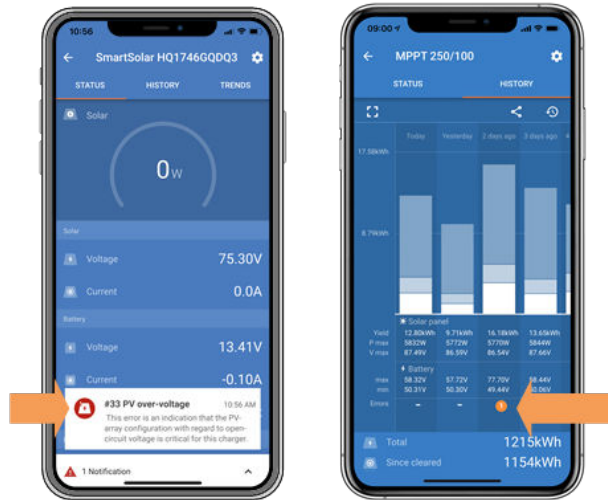 10:56
SmartSolar HQ1746GQDQ3
STATUS HISTORY TRENDS
Solar
0W
Solar
Voltage 75.30V
Current 0.0A
Battery
Voltage 13.41V
Current -0.10A
#33 PV over-voltage 10:56 AM
This error is an indication that the PV-
array configuration with regard to open-
circuit voltage is critical for this charger.
1 Notification
09:00
MPPT 250/100
STATUS HISTORY
Today Yesterday 2 days ago 3 days ago 4
17.58kWh
8.79kWh
Solar panel
Yield 12.80kWh 9.71kWh 16.18kWh 13.65kWh
P max 5832W 5772W 5770W 5844W
V max 87.49V 86.59V 86.54V 87.66V
Battery
max 58.32V 57.72V 77.70V 58.44V
min 50.31V 50.30V 49.44V 50.06V
Errors – – 1
Total 1215kWh
Since cleared 1154kWh